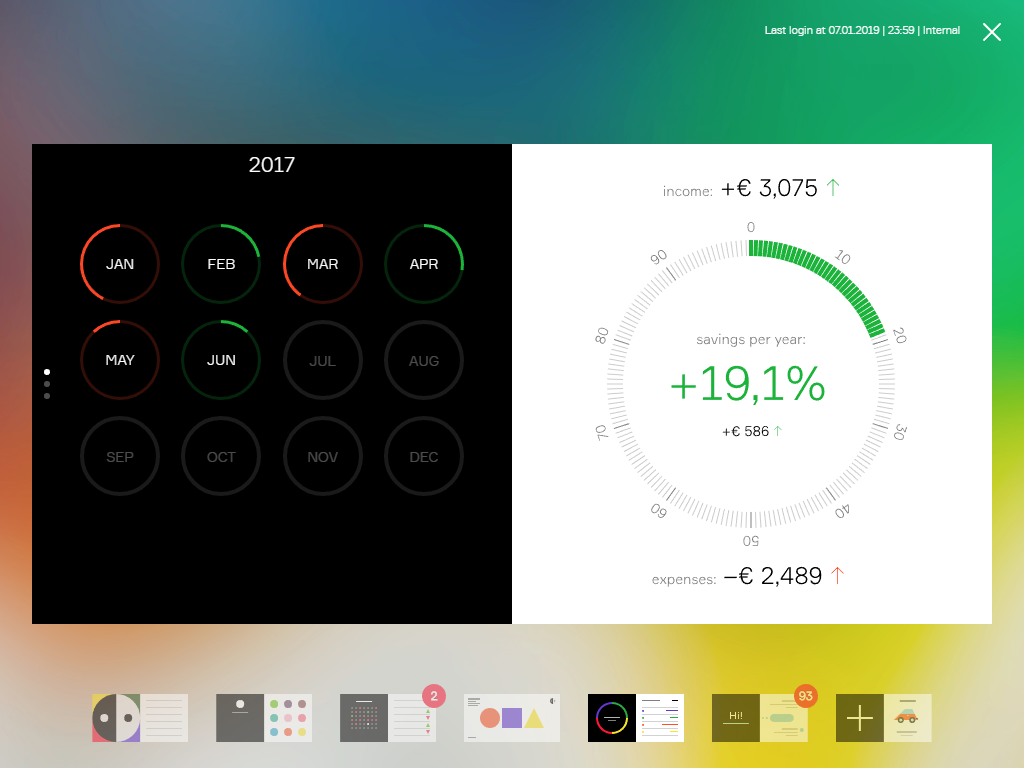 Last login at 07.01.2019 | 23:59 | Internal
2017
JAN FEB MAR APR
MAY JUN JUL AUG
SEP OCT NOV DEC
income: +€ 3,075 ↑
0
10
20
30
40
50
60
70
80
90
savings per year:
+19,1%
+€ 586 ↑
expenses: –€ 2,489 ↑
2
93
Hi!